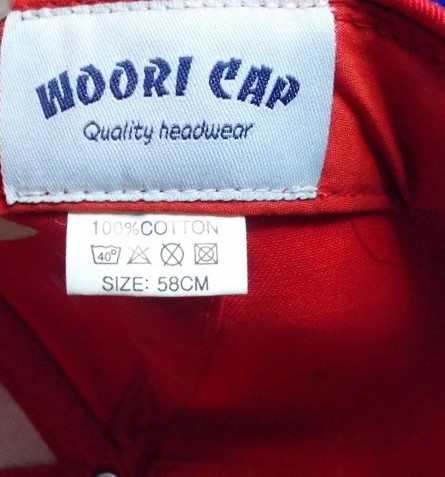 WOORI CAP
Quality headwear
100%COTTON
40°
SIZE: 58CM